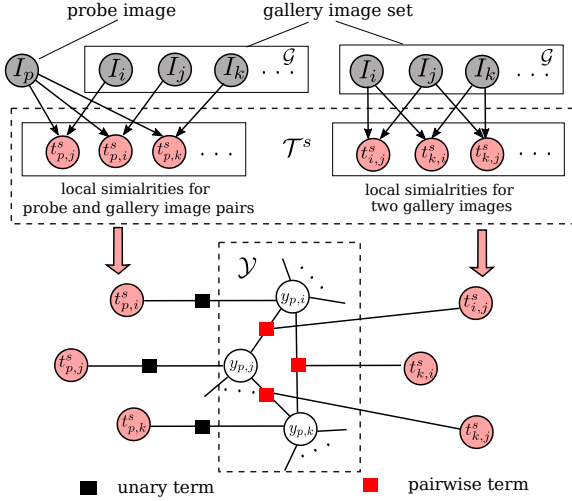 probe image gallery image set
I_p I_i I_j I_k . . . 𝒢 I_i I_j I_k . . . 𝒢
t^s_{p,j} t^s_{p,i} t^s_{p,k} . . . 𝒯^s t^s_{i,j} t^s_{k,i} t^s_{k,j} . . .
local simialrities for local simialrities for
probe and gallery image pairs two gallery images
𝒴 . . .
t^s_{p,i} y_{p,i} t^s_{i,j}
t^s_{p,j} y_{p,j} t^s_{k,i}
. . .
t^s_{p,k} y_{p,k} t^s_{k,j}
. . .
unary term pairwise term